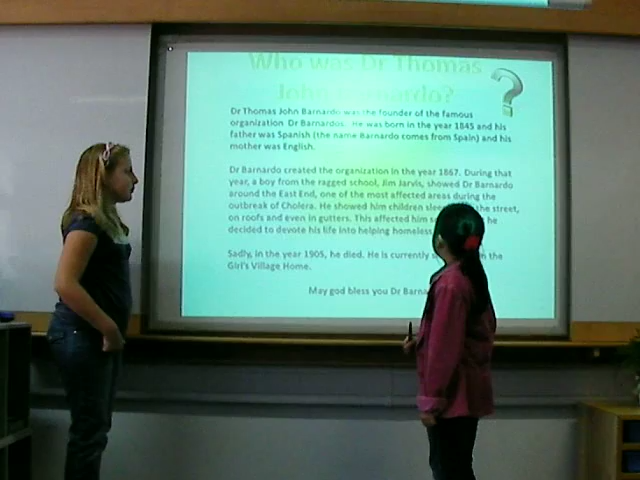 Who was Dr Thomas
John Barnardo?
Dr Thomas John Barnardo was the founder of the famous
organization Dr Barnardos. He was born in the year 1845 and his
father was Spanish (the name Barnardo comes from Spain) and his
mother was English.
Dr Barnardo created the organization in the year 1867. During that
year, a boy from the ragged school, Jim Jarvis, showed Dr Barnardo
around the East End, one of the most affected areas during the
outbreak of Cholera. He showed him children the street,
on roofs and even in gutters. This affected him he
decided to devote his life into helping homeless
Sadly, in the year 1905, he died. He is currently the
Girl's Village Home.
May god bless you Dr